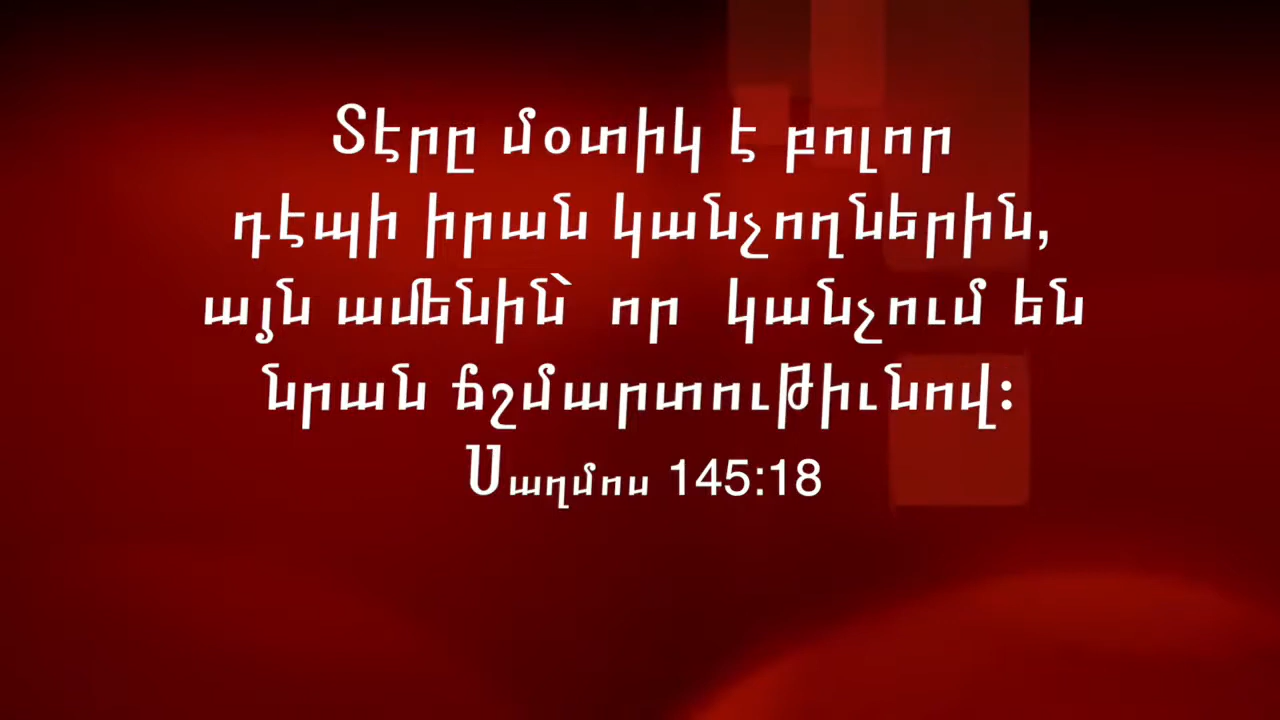 Տէրը մօտիկ է բոլոր
դէպի իրան կանչողներին,
այն ամենին՝ որ կանչում են
նրան ճշմարտութիւնով։
Սաղմոս 145:18